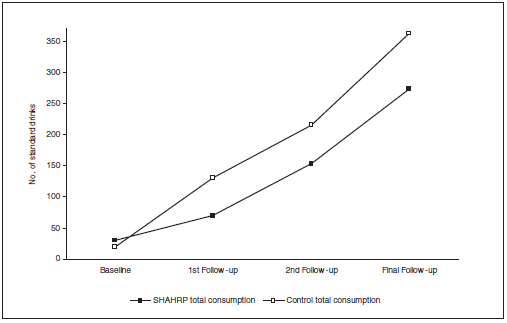 350
300
250
200
150
100
50
0
No. of standard drinks
Baseline
1st Follow-up
2nd Follow-up
Final Follow-up
SHAHRP total consumption
Control total consumption